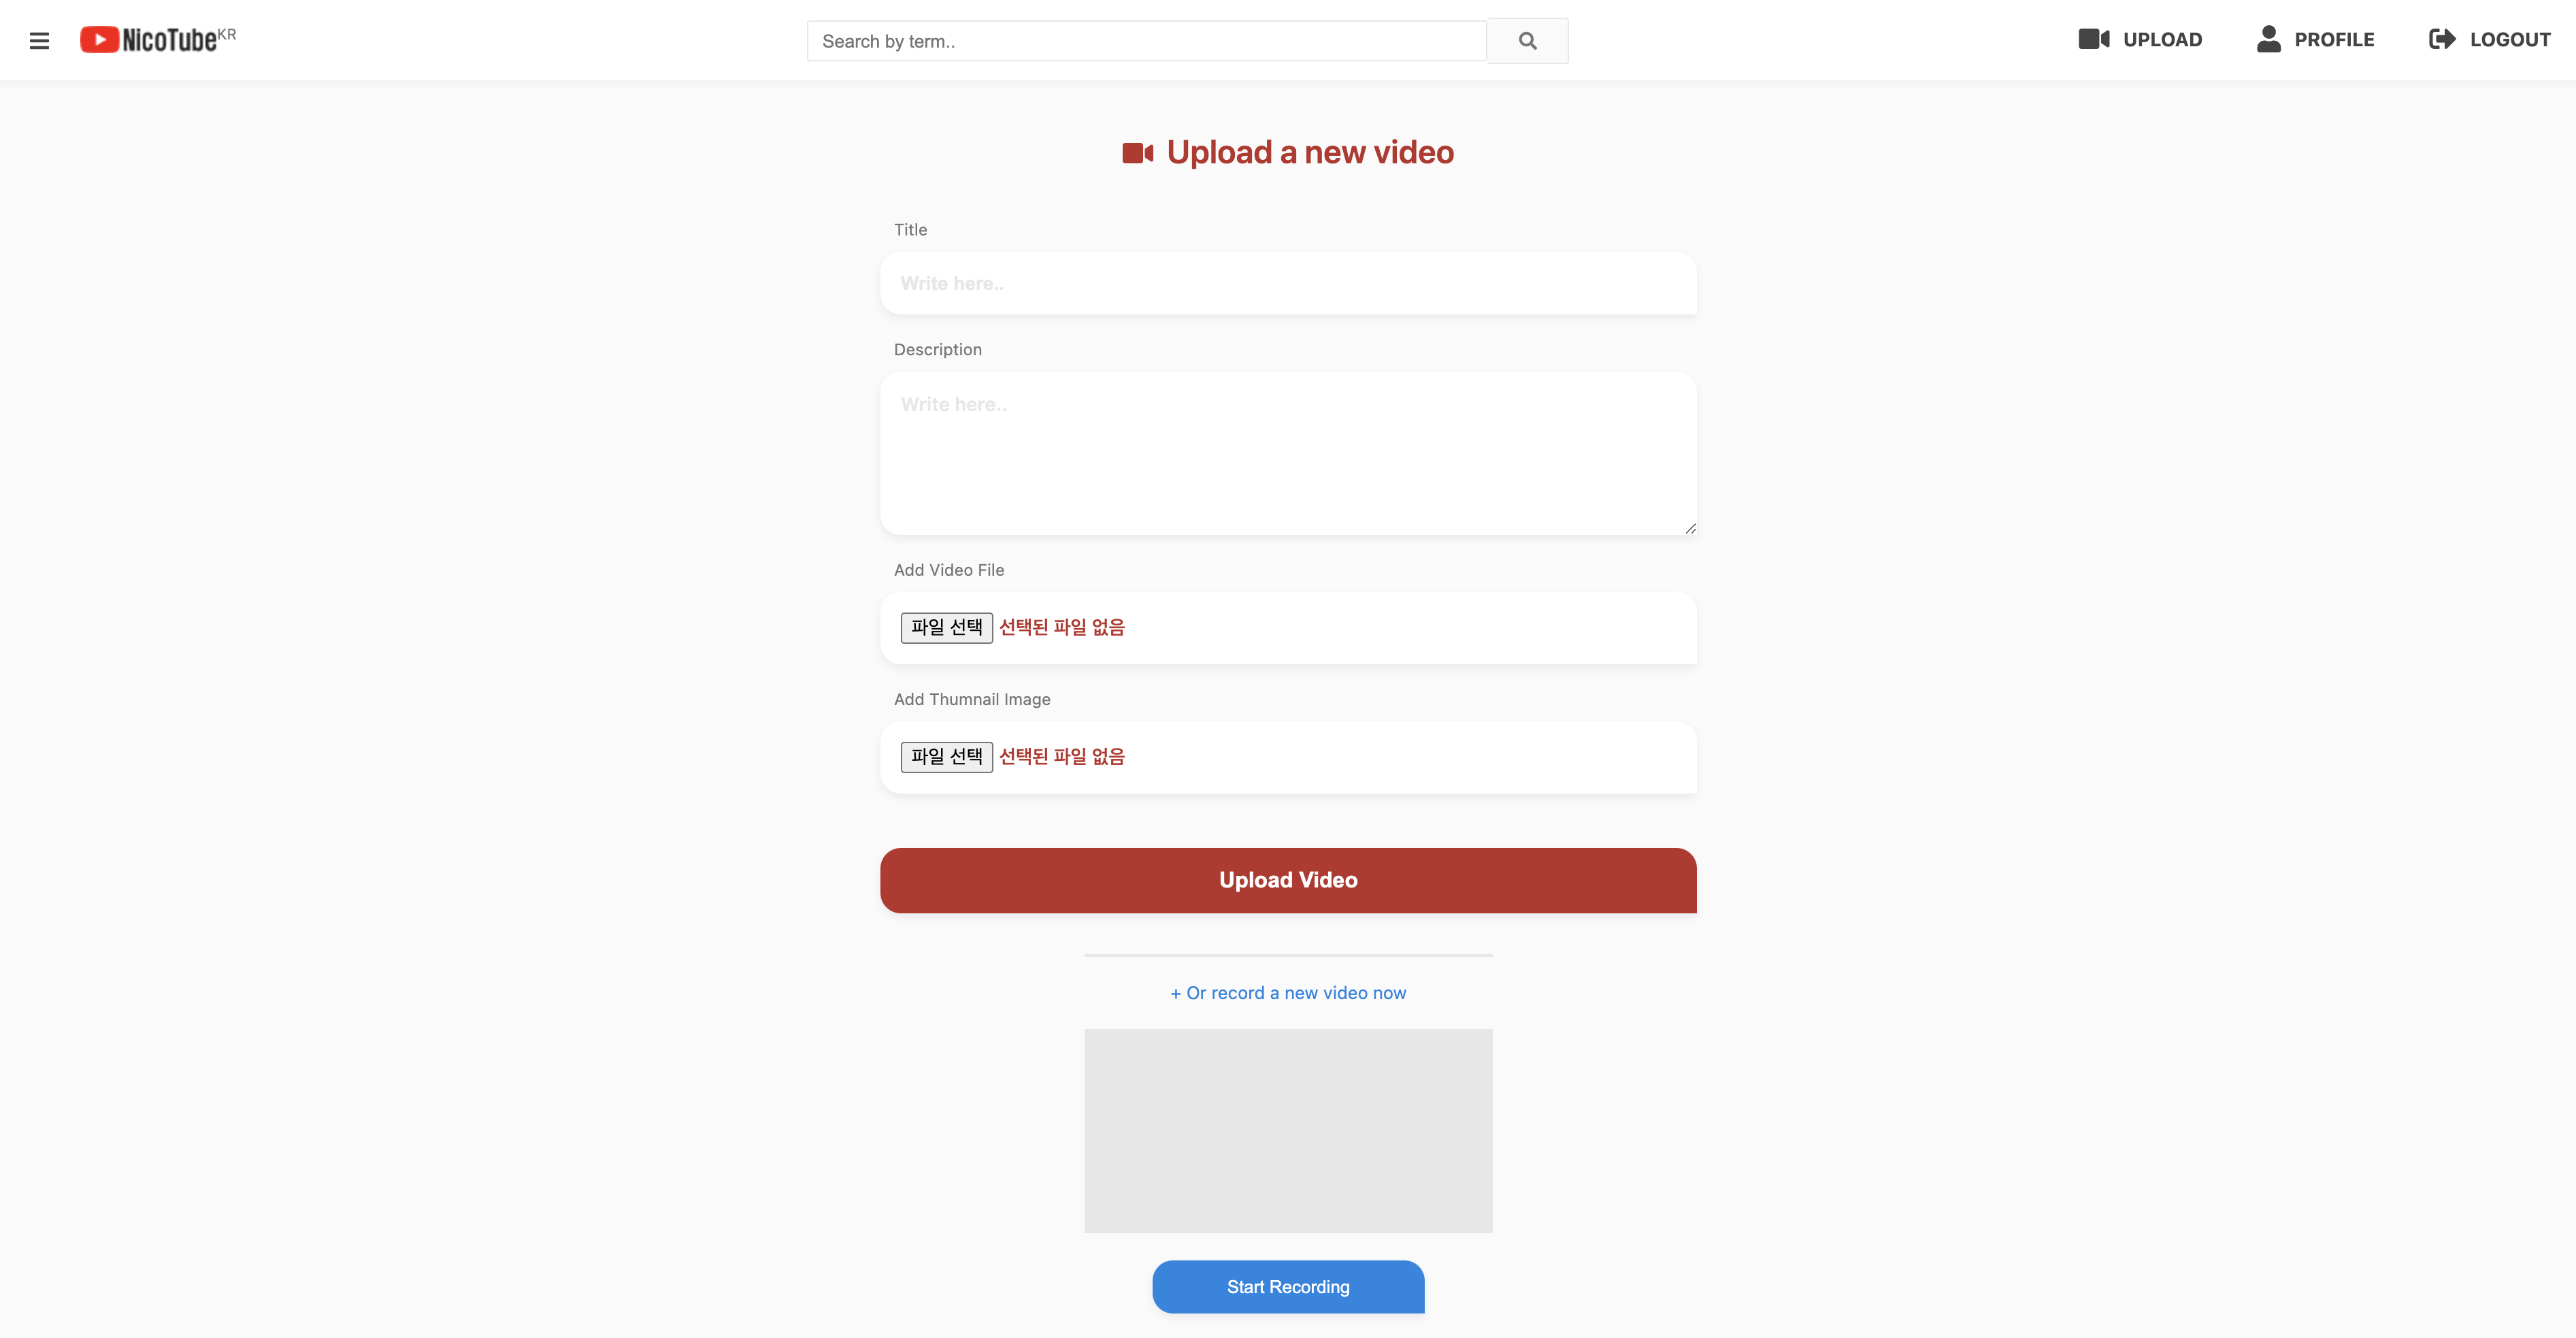 NicoTube KR
Search by term..
UPLOAD
PROFILE
LOGOUT
Upload a new video
Title
Write here..
Description
Write here..
Add Video File
파일 선택 선택된 파일 없음
Add Thumnail Image
파일 선택 선택된 파일 없음
Upload Video
+ Or record a new video now
Start Recording